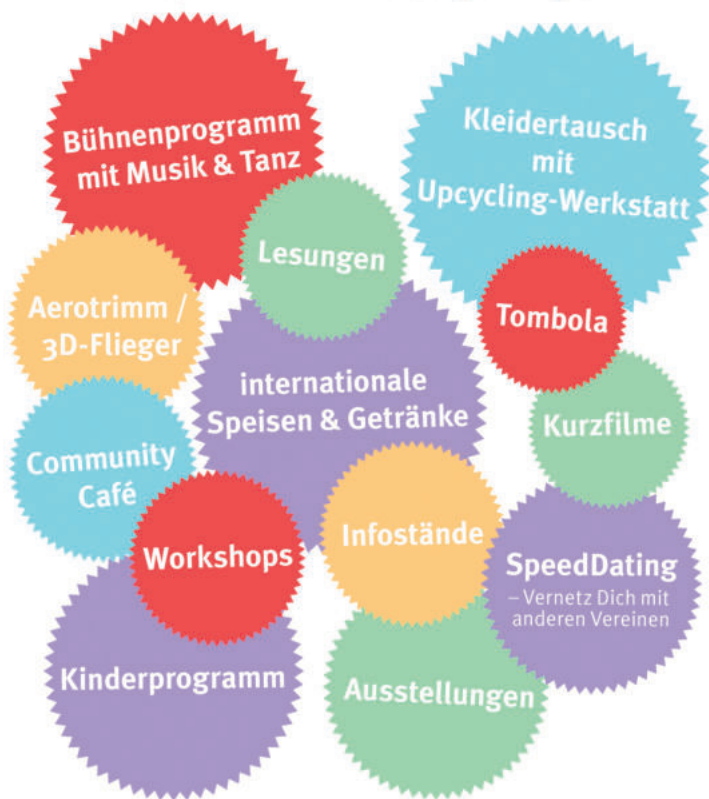 Bühnenprogramm
mit Musik & Tanz
Kleidertausch
mit
Upcycling-Werkstatt
Lesungen
Aerotrimm /
3D-Flieger
Tombola
internationale
Speisen & Getränke
Kurzfilme
Community
Café
Infostände
Workshops
SpeedDating
– Vernetz Dich mit
anderen Vereinen
Kinderprogramm
Ausstellungen